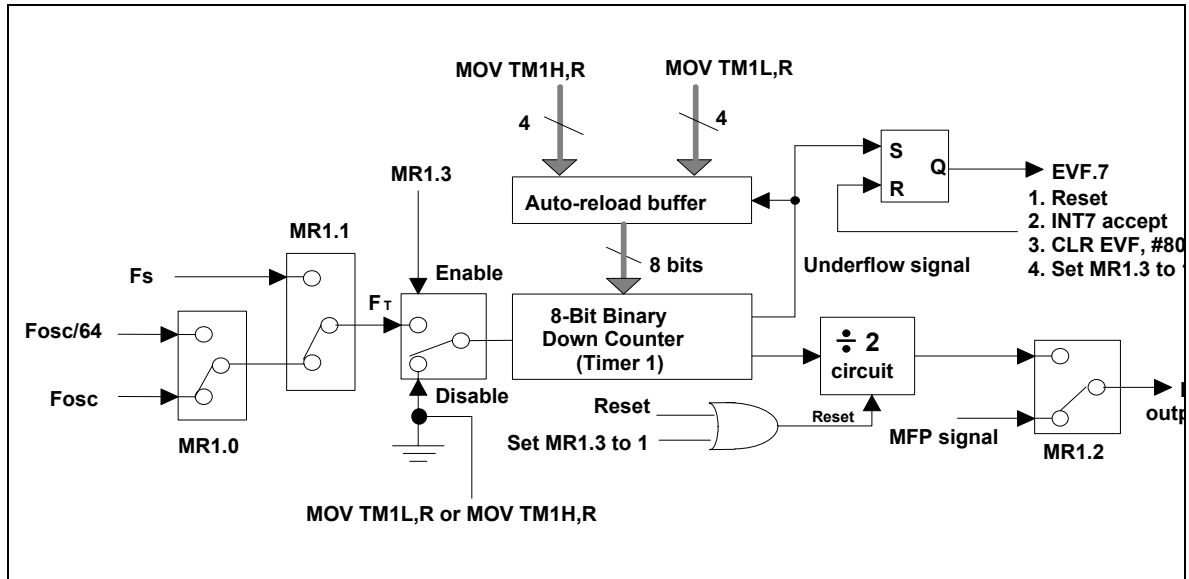 MOV TM1H,R
MOV TM1L,R
4
4
S
Q
R
EVF.7
1. Reset
2. INT7 accept
3. CLR EVF, #80
4. Set MR1.3 to
MR1.3
Auto-reload buffer
MR1.1
Enable
8 bits
Underflow signal
Fs
FT
Fosc/64
8-Bit Binary
Down Counter
(Timer 1)
÷ 2
circuit
Fosc
Disable
Reset
Reset
Set MR1.3 to 1
MFP signal
MR1.0
MR1.2
MOV TM1L,R or MOV TM1H,R